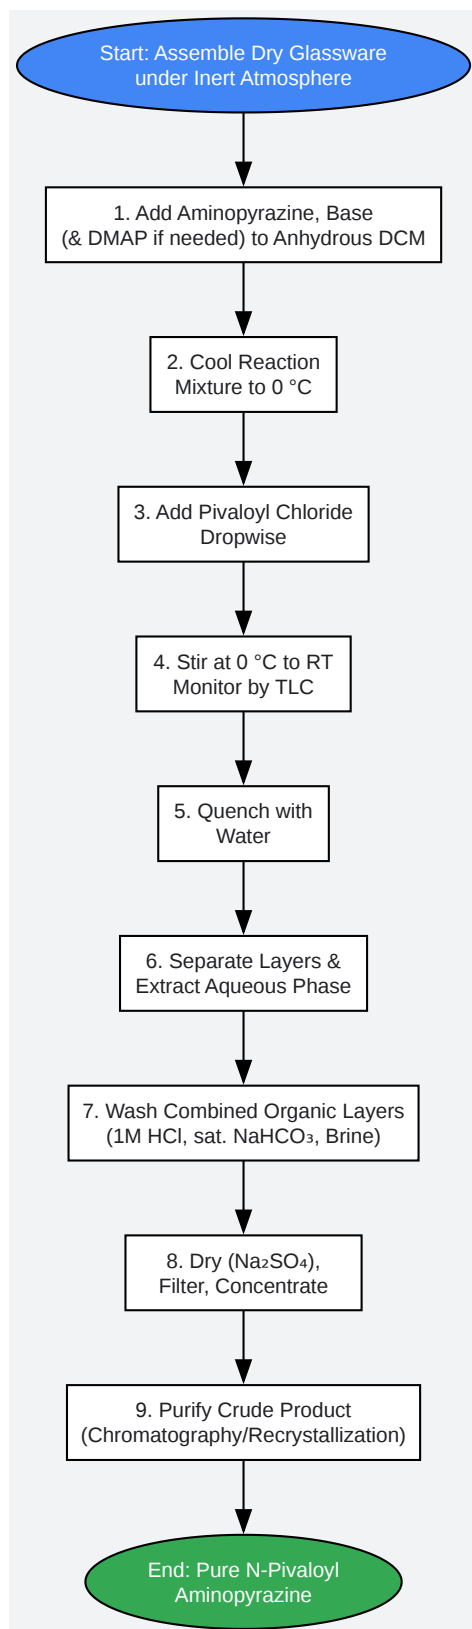 Start: Assemble Dry Glassware
under Inert Atmosphere
1. Add Aminopyrazine, Base
(& DMAP if needed) to Anhydrous DCM
2. Cool Reaction
Mixture to 0 °C
3. Add Pivaloyl Chloride
Dropwise
4. Stir at 0 °C to RT
Monitor by TLC
5. Quench with
Water
6. Separate Layers &
Extract Aqueous Phase
7. Wash Combined Organic Layers
(1M HCl, sat. NaHCO₃, Brine)
8. Dry (Na₂SO₄),
Filter, Concentrate
9. Purify Crude Product
(Chromatography/Recrystallization)
End: Pure N-Pivaloyl
Aminopyrazine